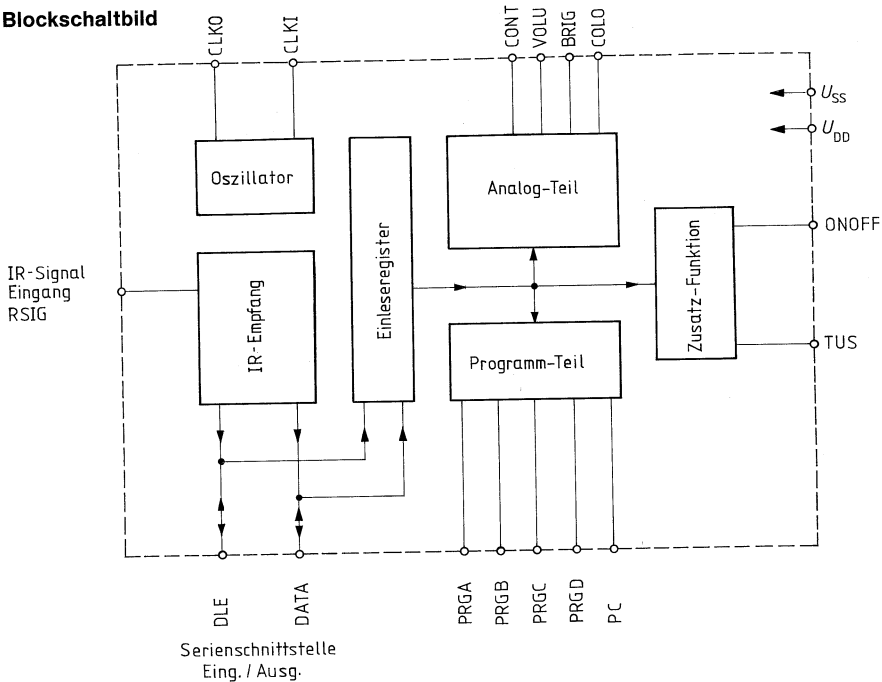 Blockschaltbild
CLKO
CLKI
CONT
VOLU
BRIG
COLO
U_SS
U_DD
Oszillator
Analog-Teil
Einleseregister
Zusatz-Funktion
ONOFF
IR-Signal
Eingang
RSIG
IR-Empfang
Programm-Teil
TUS
DLE
DATA
PRGA
PRGB
PRGC
PRGD
PC
Serienschnittstelle
Eing./Ausg.